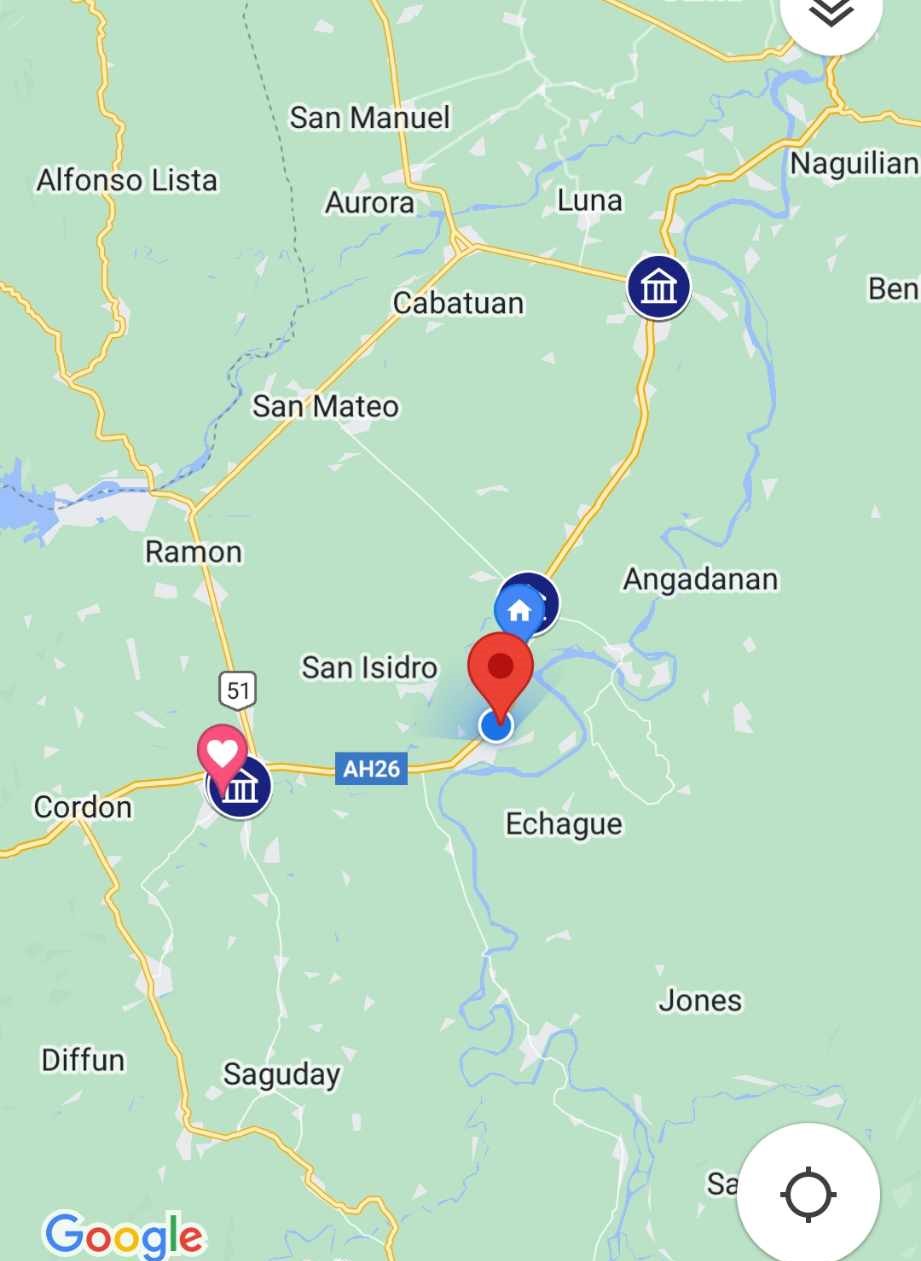 San Manuel
Alfonso Lista
Naguilian
Aurora
Luna
Ben
Cabatuan
San Mateo
Ramon
Angadanan
San Isidro
51
AH26
Cordon
Echague
Jones
Diffun
Saguday
Sa
Google